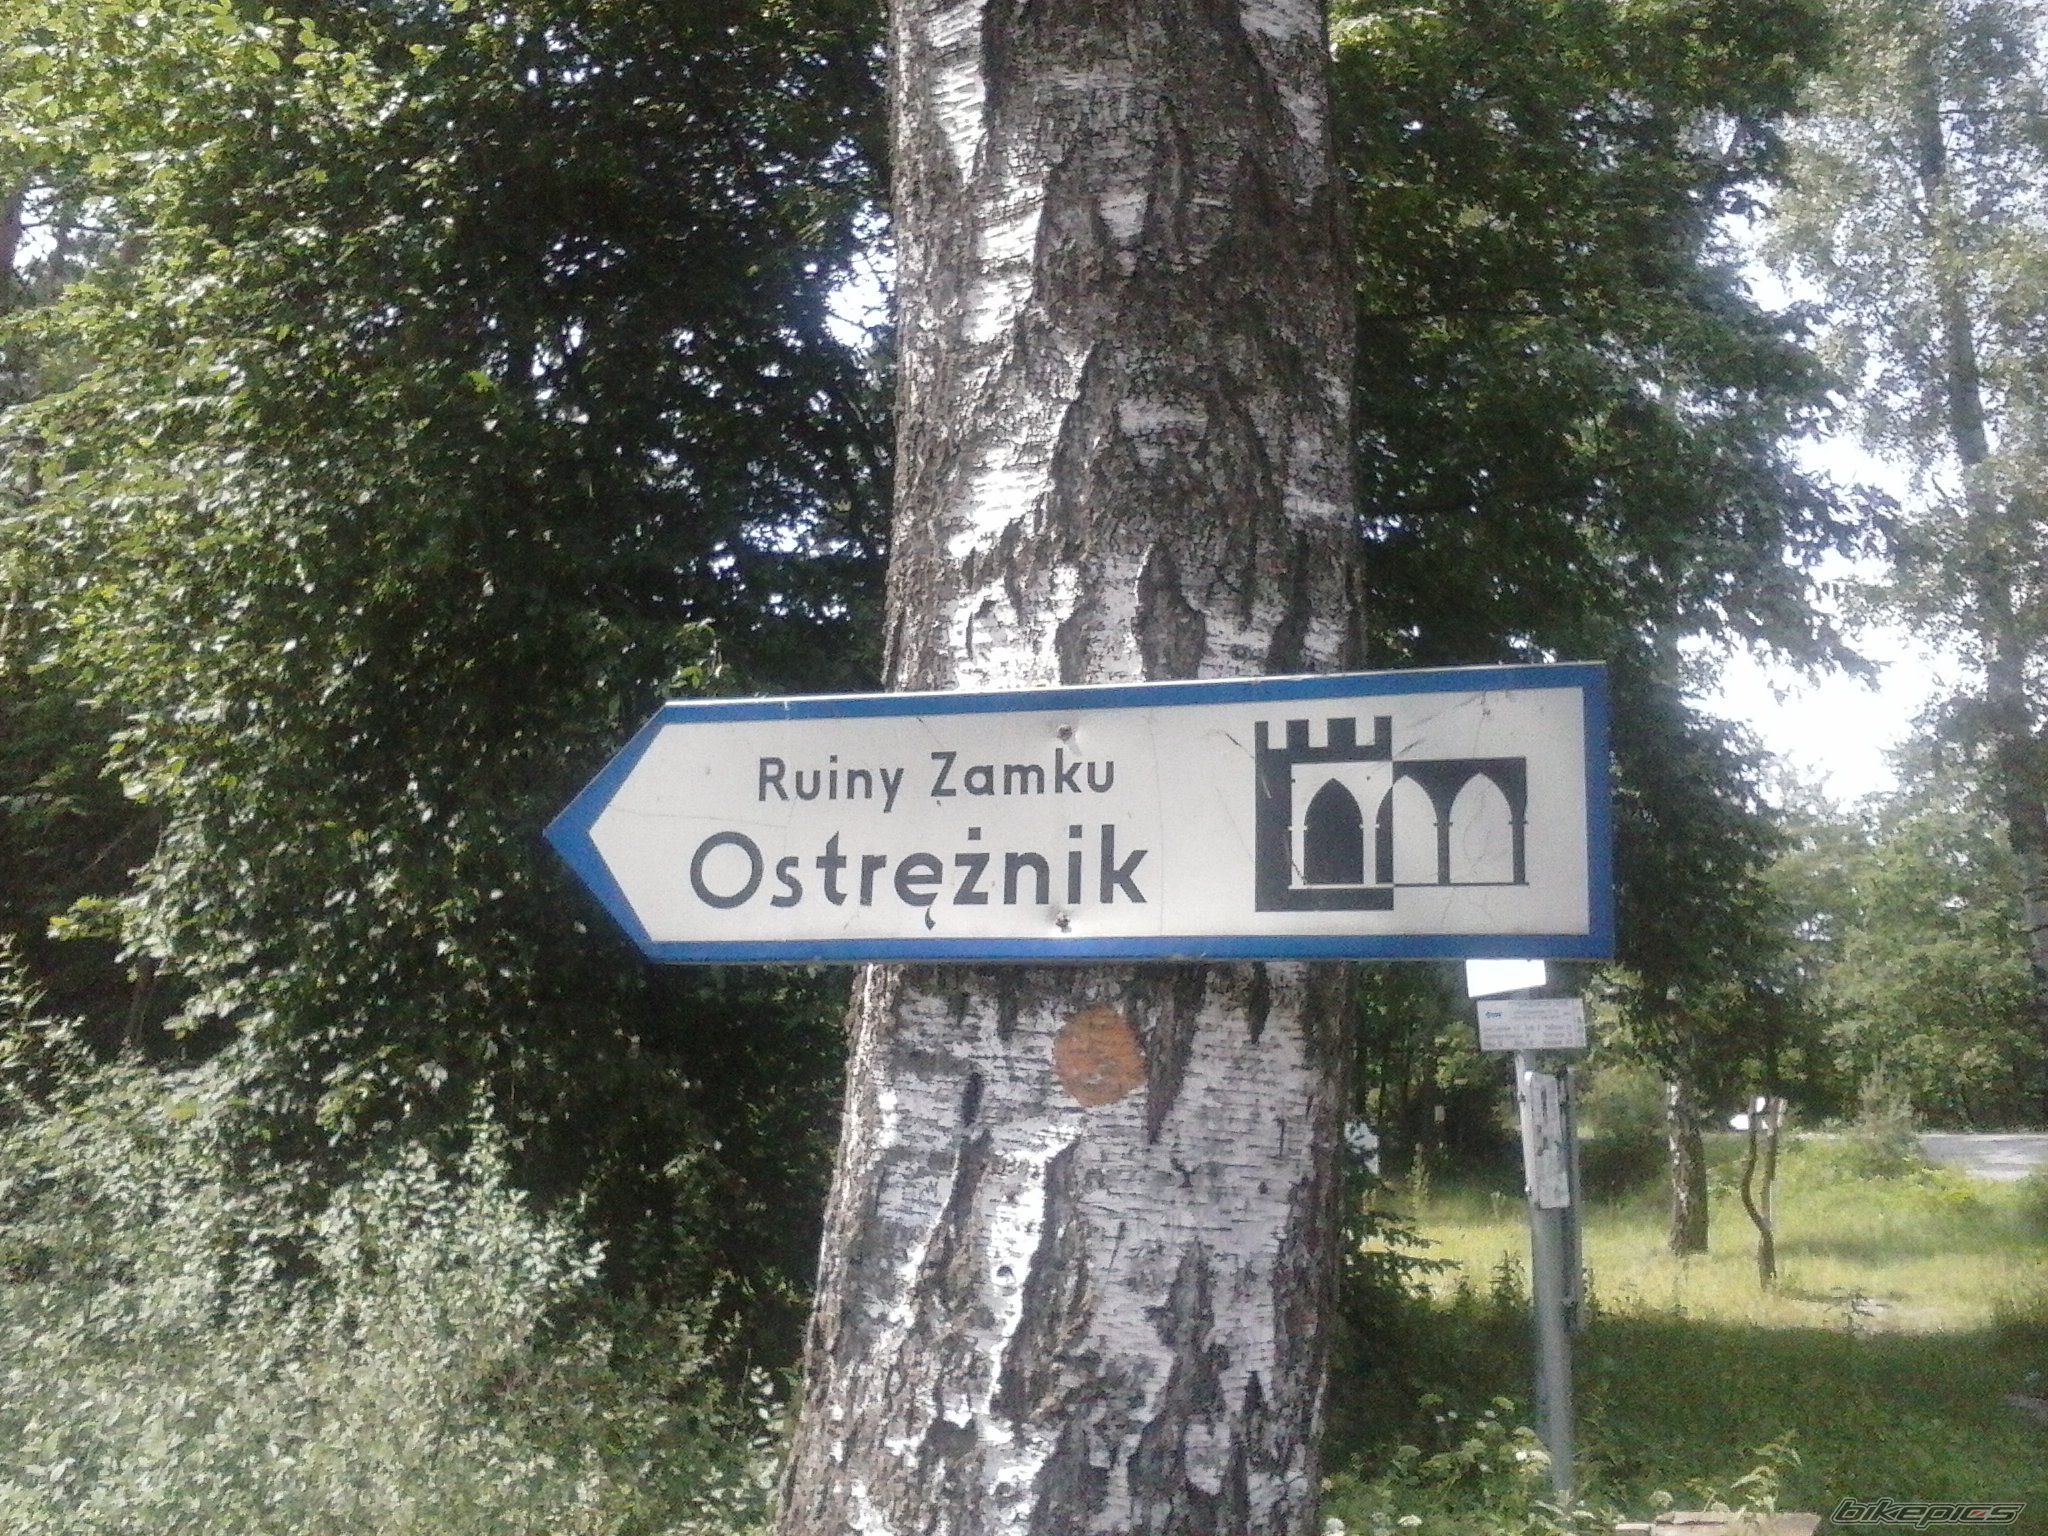 Ruiny Zamku
Ostrężnik
bikepics